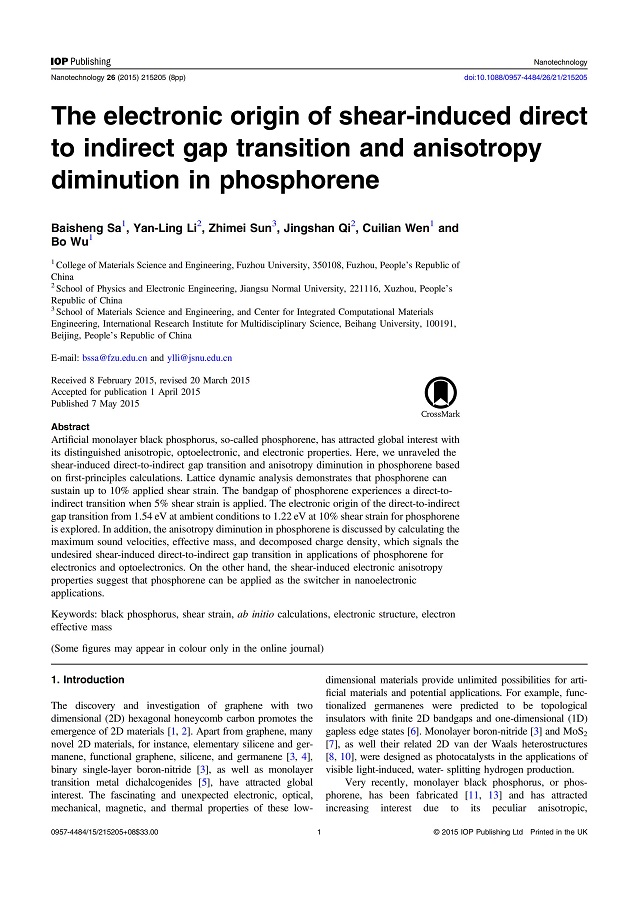 IOP Publishing
Nanotechnology
Nanotechnology 26 (2015) 215205 (8pp)
doi:10.1088/0957-4484/26/21/215205
The electronic origin of shear-induced direct
to indirect gap transition and anisotropy
diminution in phosphorene
Baisheng Sa1, Yan-Ling Li2, Zhimei Sun3, Jingshan Qi2, Cuilian Wen1 and
Bo Wu1
1 College of Materials Science and Engineering, Fuzhou University, 350108, Fuzhou, People's Republic of
China
2 School of Physics and Electronic Engineering, Jiangsu Normal University, 221116, Xuzhou, People's
Republic of China
3 School of Materials Science and Engineering, and Center for Integrated Computational Materials
Engineering, International Research Institute for Multidisciplinary Science, Beihang University, 100191,
Beijing, People's Republic of China
E-mail: bssa@fzu.edu.cn and ylli@jsnu.edu.cn
Received 8 February 2015, revised 20 March 2015
Accepted for publication 1 April 2015
Published 7 May 2015
CrossMark
Abstract
Artificial monolayer black phosphorus, so-called phosphorene, has attracted global interest with
its distinguished anisotropic, optoelectronic, and electronic properties. Here, we unraveled the
shear-induced direct-to-indirect gap transition and anisotropy diminution in phosphorene based
on first-principles calculations. Lattice dynamic analysis demonstrates that phosphorene can
sustain up to 10% applied shear strain. The bandgap of phosphorene experiences a direct-to-
indirect transition when 5% shear strain is applied. The electronic origin of the direct-to-indirect
gap transition from 1.54 eV at ambient conditions to 1.22 eV at 10% shear strain for phosphorene
is explored. In addition, the anisotropy diminution in phosphorene is discussed by calculating the
maximum sound velocities, effective mass, and decomposed charge density, which signals the
undesired shear-induced direct-to-indirect gap transition in applications of phosphorene for
electronics and optoelectronics. On the other hand, the shear-induced electronic anisotropy
properties suggest that phosphorene can be applied as the switcher in nanoelectronic
applications.
Keywords: black phosphorus, shear strain, ab initio calculations, electronic structure, electron
effective mass
(Some figures may appear in colour only in the online journal)
1. Introduction
The discovery and investigation of graphene with two
dimensional (2D) hexagonal honeycomb carbon promotes the
emergence of 2D materials [1, 2]. Apart from graphene, many
novel 2D materials, for instance, elementary silicene and ger-
manene, functional graphene, silicene, and germanene [3, 4],
binary single-layer boron-nitride [3], as well as monolayer
transition metal dichalcogenides [5], have attracted global
interest. The fascinating and unexpected electronic, optical,
mechanical, magnetic, and thermal properties of these low-
dimensional materials provide unlimited possibilities for arti-
ficial materials and potential applications. For example, func-
tionalized germanenes were predicted to be topological
insulators with finite 2D bandgaps and one-dimensional (1D)
gapless edge states [6]. Monolayer boron-nitride [3] and MoS2
[7], as well their related 2D van der Waals heterostructures
[8, 10], were designed as photocatalysts in the applications of
visible light-induced, water- splitting hydrogen production.
Very recently, monolayer black phosphorus, or phos-
phorene, has been fabricated [11, 13] and has attracted
increasing interest due to its peculiar anisotropic,
0957-4484/15/215205+08$33.00
1
© 2015 IOP Publishing Ltd Printed in the UK